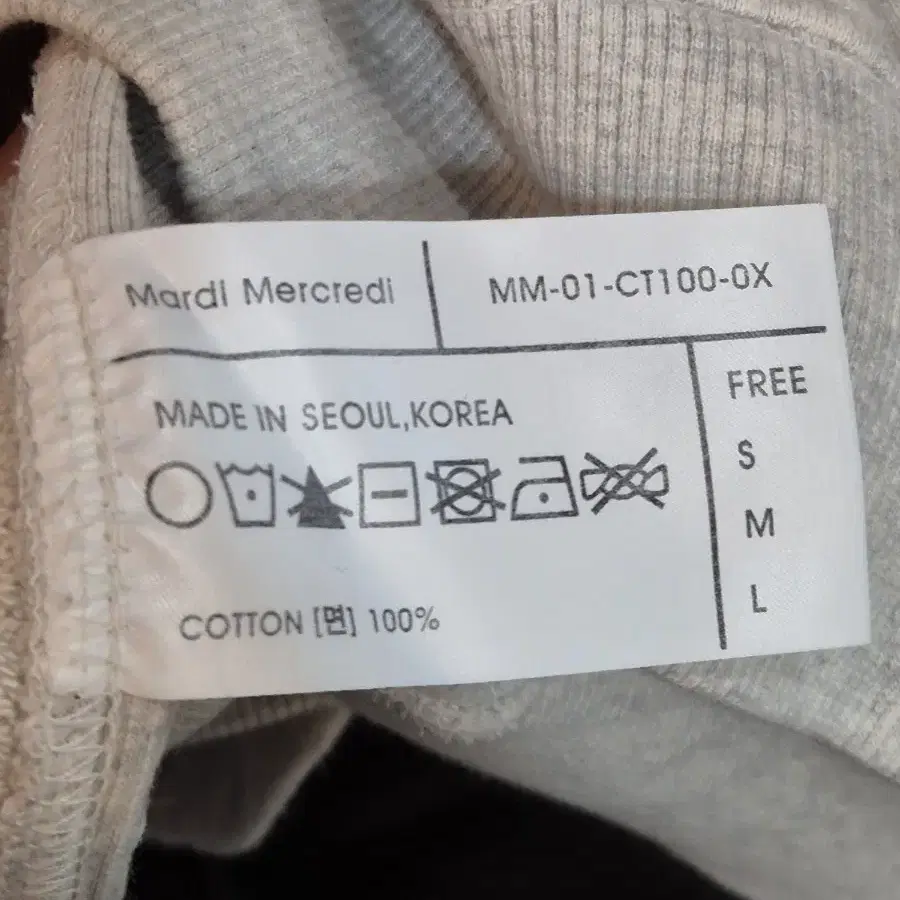 Mardi Mercredi
MM-01-CT100-0X
MADE IN SEOUL,KOREA
COTTON [면] 100%
FREE
S
M
L